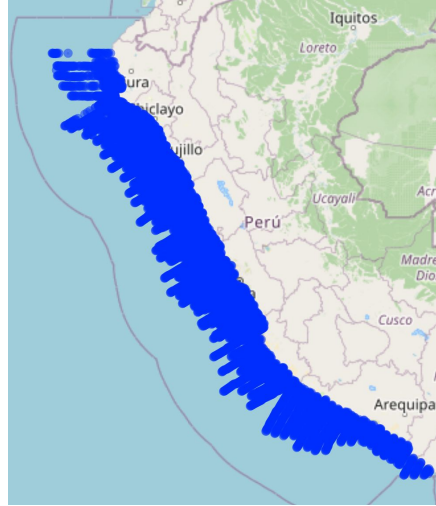 Iquitos
Loreto
ura
hiclayo
ujillo
Ucayali
Acr
Perú
Madre
Dio
Cusco
Arequipa